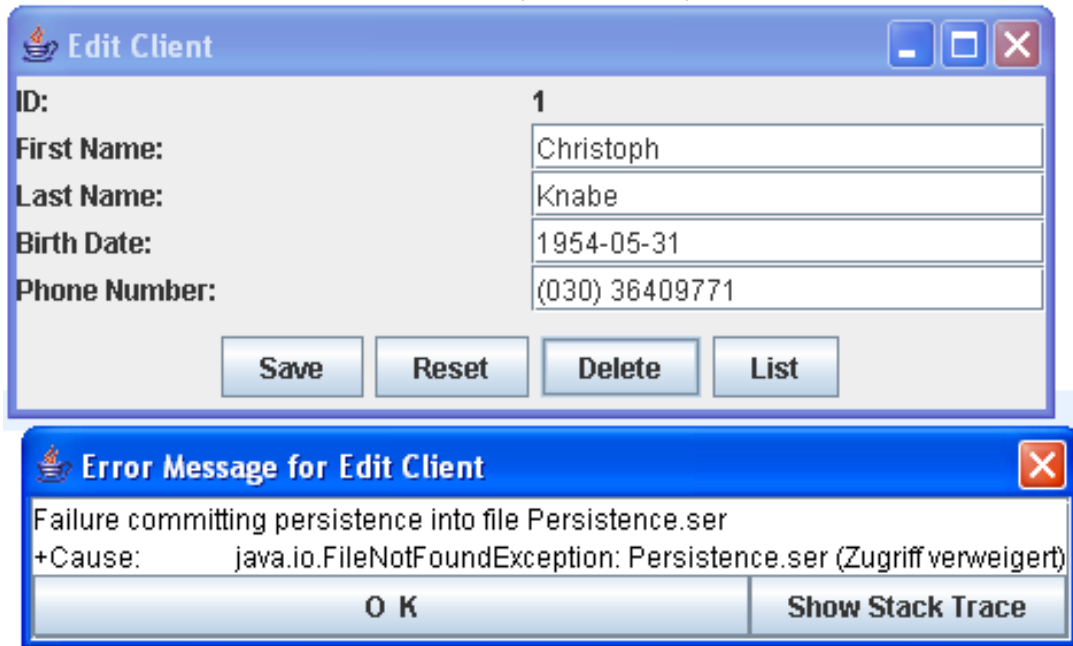 Edit Client
ID: 1
First Name: Christoph
Last Name: Knabe
Birth Date: 1954-05-31
Phone Number: (030) 36409771
Save Reset Delete List
Error Message for Edit Client
Failure committing persistence into file Persistence.ser
+Cause: java.io.FileNotFoundException: Persistence.ser (Zugriff verweigert)
O K Show Stack Trace